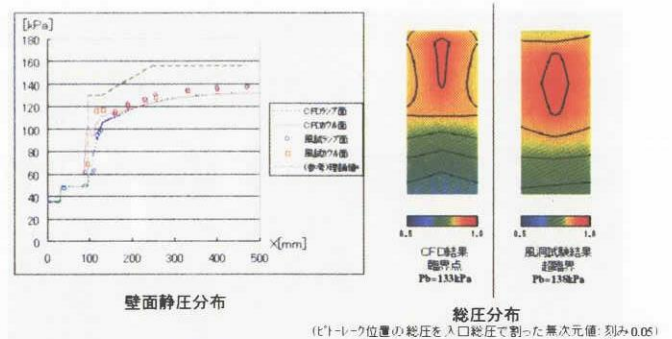 [kPa]
180
160
140
120
100
80
60
40
20
0
0 100 200 300 400 500
X[mm]
CFDランプ面
CFDカウル面
風試ランプ面
風試カウル面
(参考)理論値
壁面静圧分布
0.5 1.0
CFD結果
臨界点
Pb=133kPa
0.5 1.0
風洞試験結果
超臨界
Pb=138kPa
総圧分布
(ピトーレーク位置の総圧を入口総圧で割った無次元値: 刻み0.05)